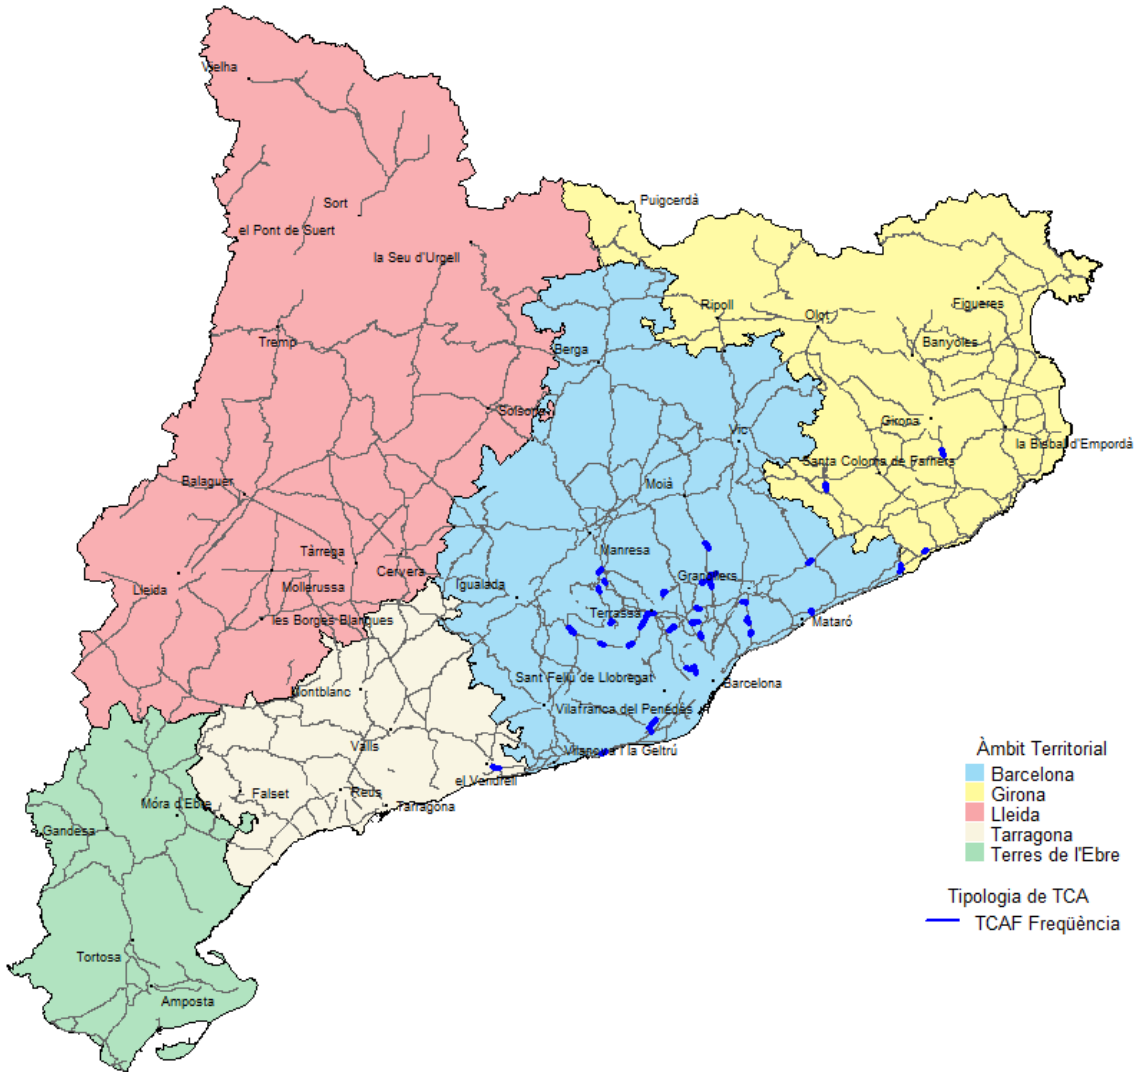 Vielha
Sort
Puigcerdà
el Pont de Suert
la Seu d'Urgell
Ripoll
Figueres
Olot
Tremp
Berga
Banyoles
Solsona
Girona
Vic
la Bisbal d'Empordà
Santa Coloma de Farners
Balaguer
Moià
Tàrrega
Manresa
Cervera
Granollers
Lleida
Mollerussa
Igualada
les Borges Blanques
Terrassa
Mataró
Sant Feliu de Llobregat
Barcelona
Montblanc
Vilafranca del Penedès
Valls
Vilanova i la Geltrú
Àmbit Territorial
Barcelona
el Vendrell
Falset
Reus
Girona
Móra d'Ebre
Tarragona
Lleida
Gandesa
Tarragona
Terres de l'Ebre
Tipologia de TCA
TCAF Freqüència
Tortosa
Amposta